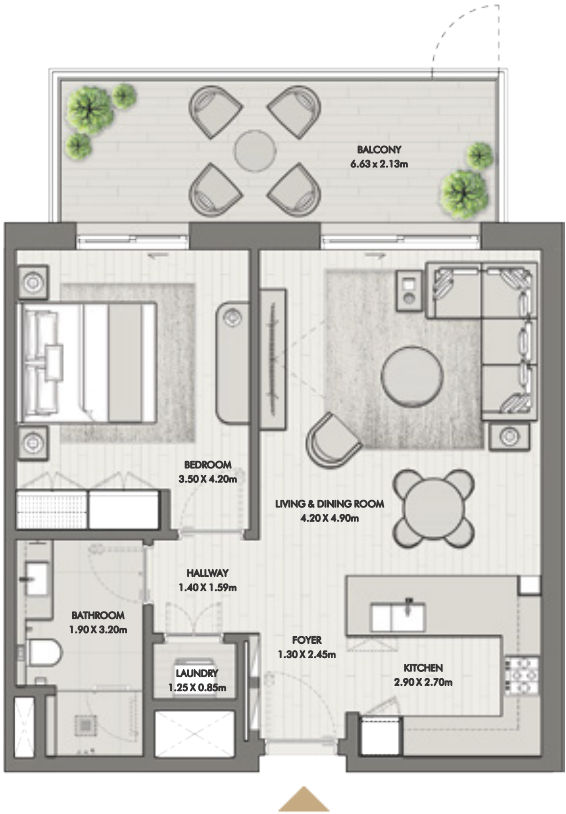 BALCONY
6.63 x 2.13m
BEDROOM
3.50 X 4.20m
LIVING & DINING ROOM
4.20 X 4.90m
HALLWAY
1.40 X 1.59m
BATHROOM
1.90 X 3.20m
FOYER
1.30 X 2.45m
KITCHEN
2.90 X 2.70m
LAUNDRY
1.25 X 0.85m